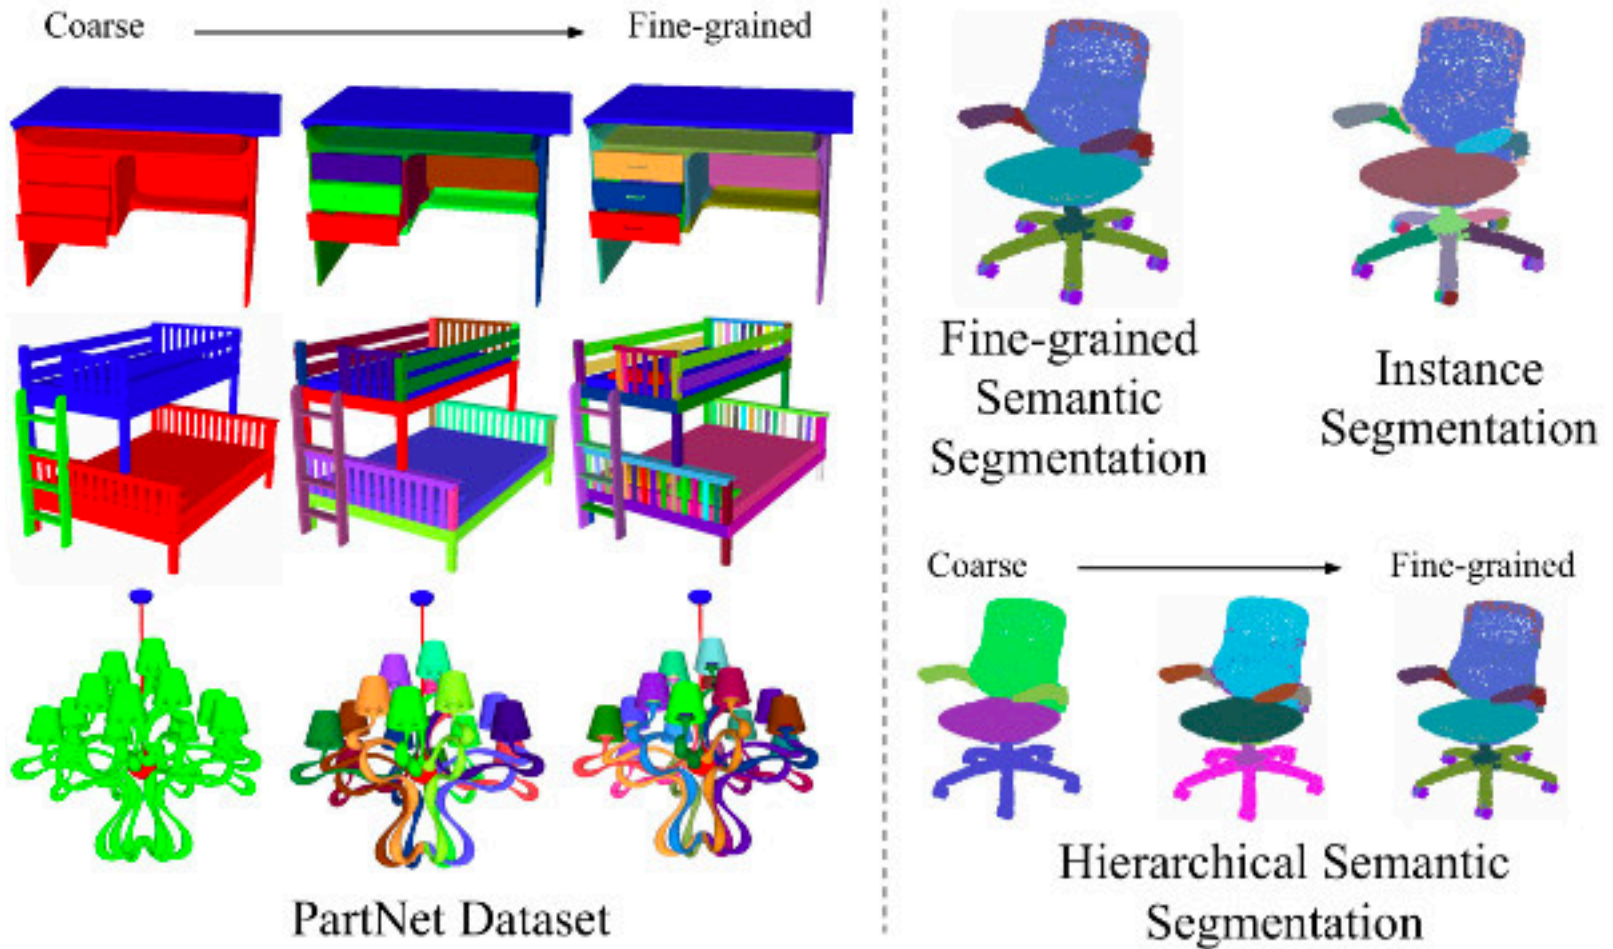 Coarse
Fine-grained
PartNet Dataset
Fine-grained
Semantic
Segmentation
Instance
Segmentation
Coarse
Fine-grained
Hierarchical Semantic
Segmentation